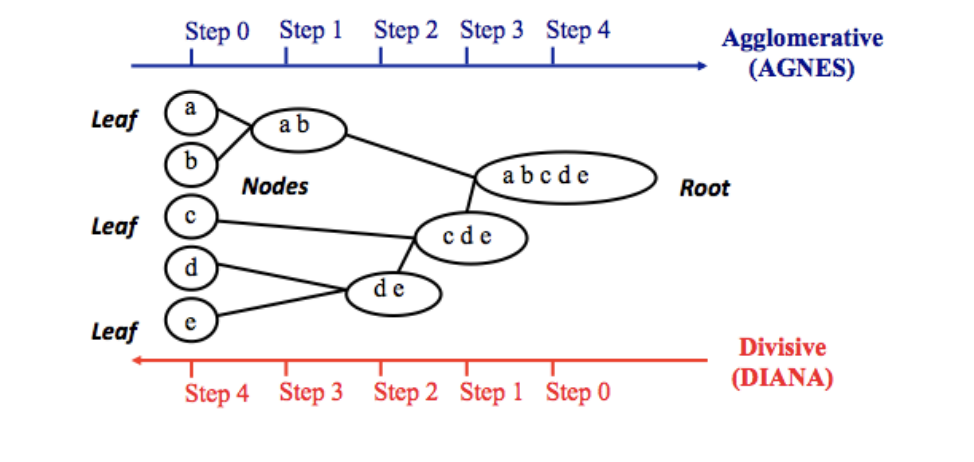 Step 0 Step 1 Step 2 Step 3 Step 4
Agglomerative
(AGNES)
Leaf
a
a b
b
Nodes
a b c d e
Root
Leaf
c
c d e
d
d e
Leaf
e
Divisive
(DIANA)
Step 4 Step 3 Step 2 Step 1 Step 0